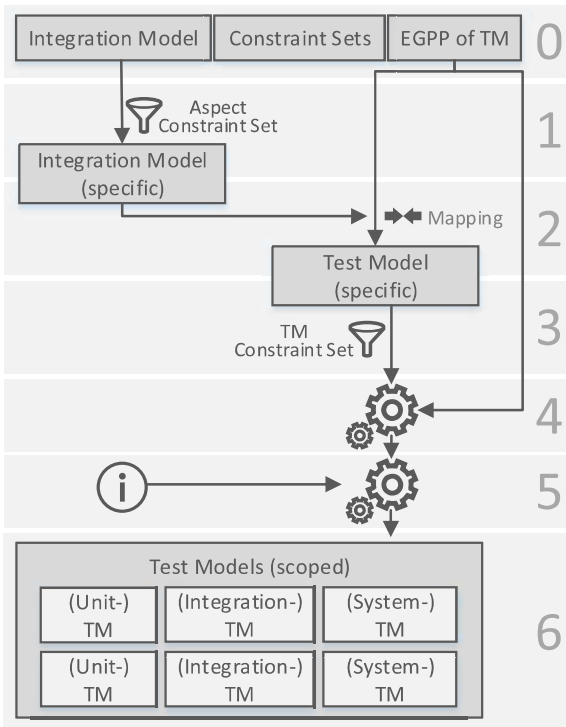 Integration Model
Constraint Sets
EGPP of TM
0
Aspect
Constraint Set
1
Integration Model
(specific)
Mapping
2
Test Model
(specific)
TM
Constraint Set
3
4
i
5
Test Models (scoped)
(Unit-)
TM
(Integration-)
TM
(System-)
TM
6
(Unit-)
TM
(Integration-)
TM
(System-)
TM